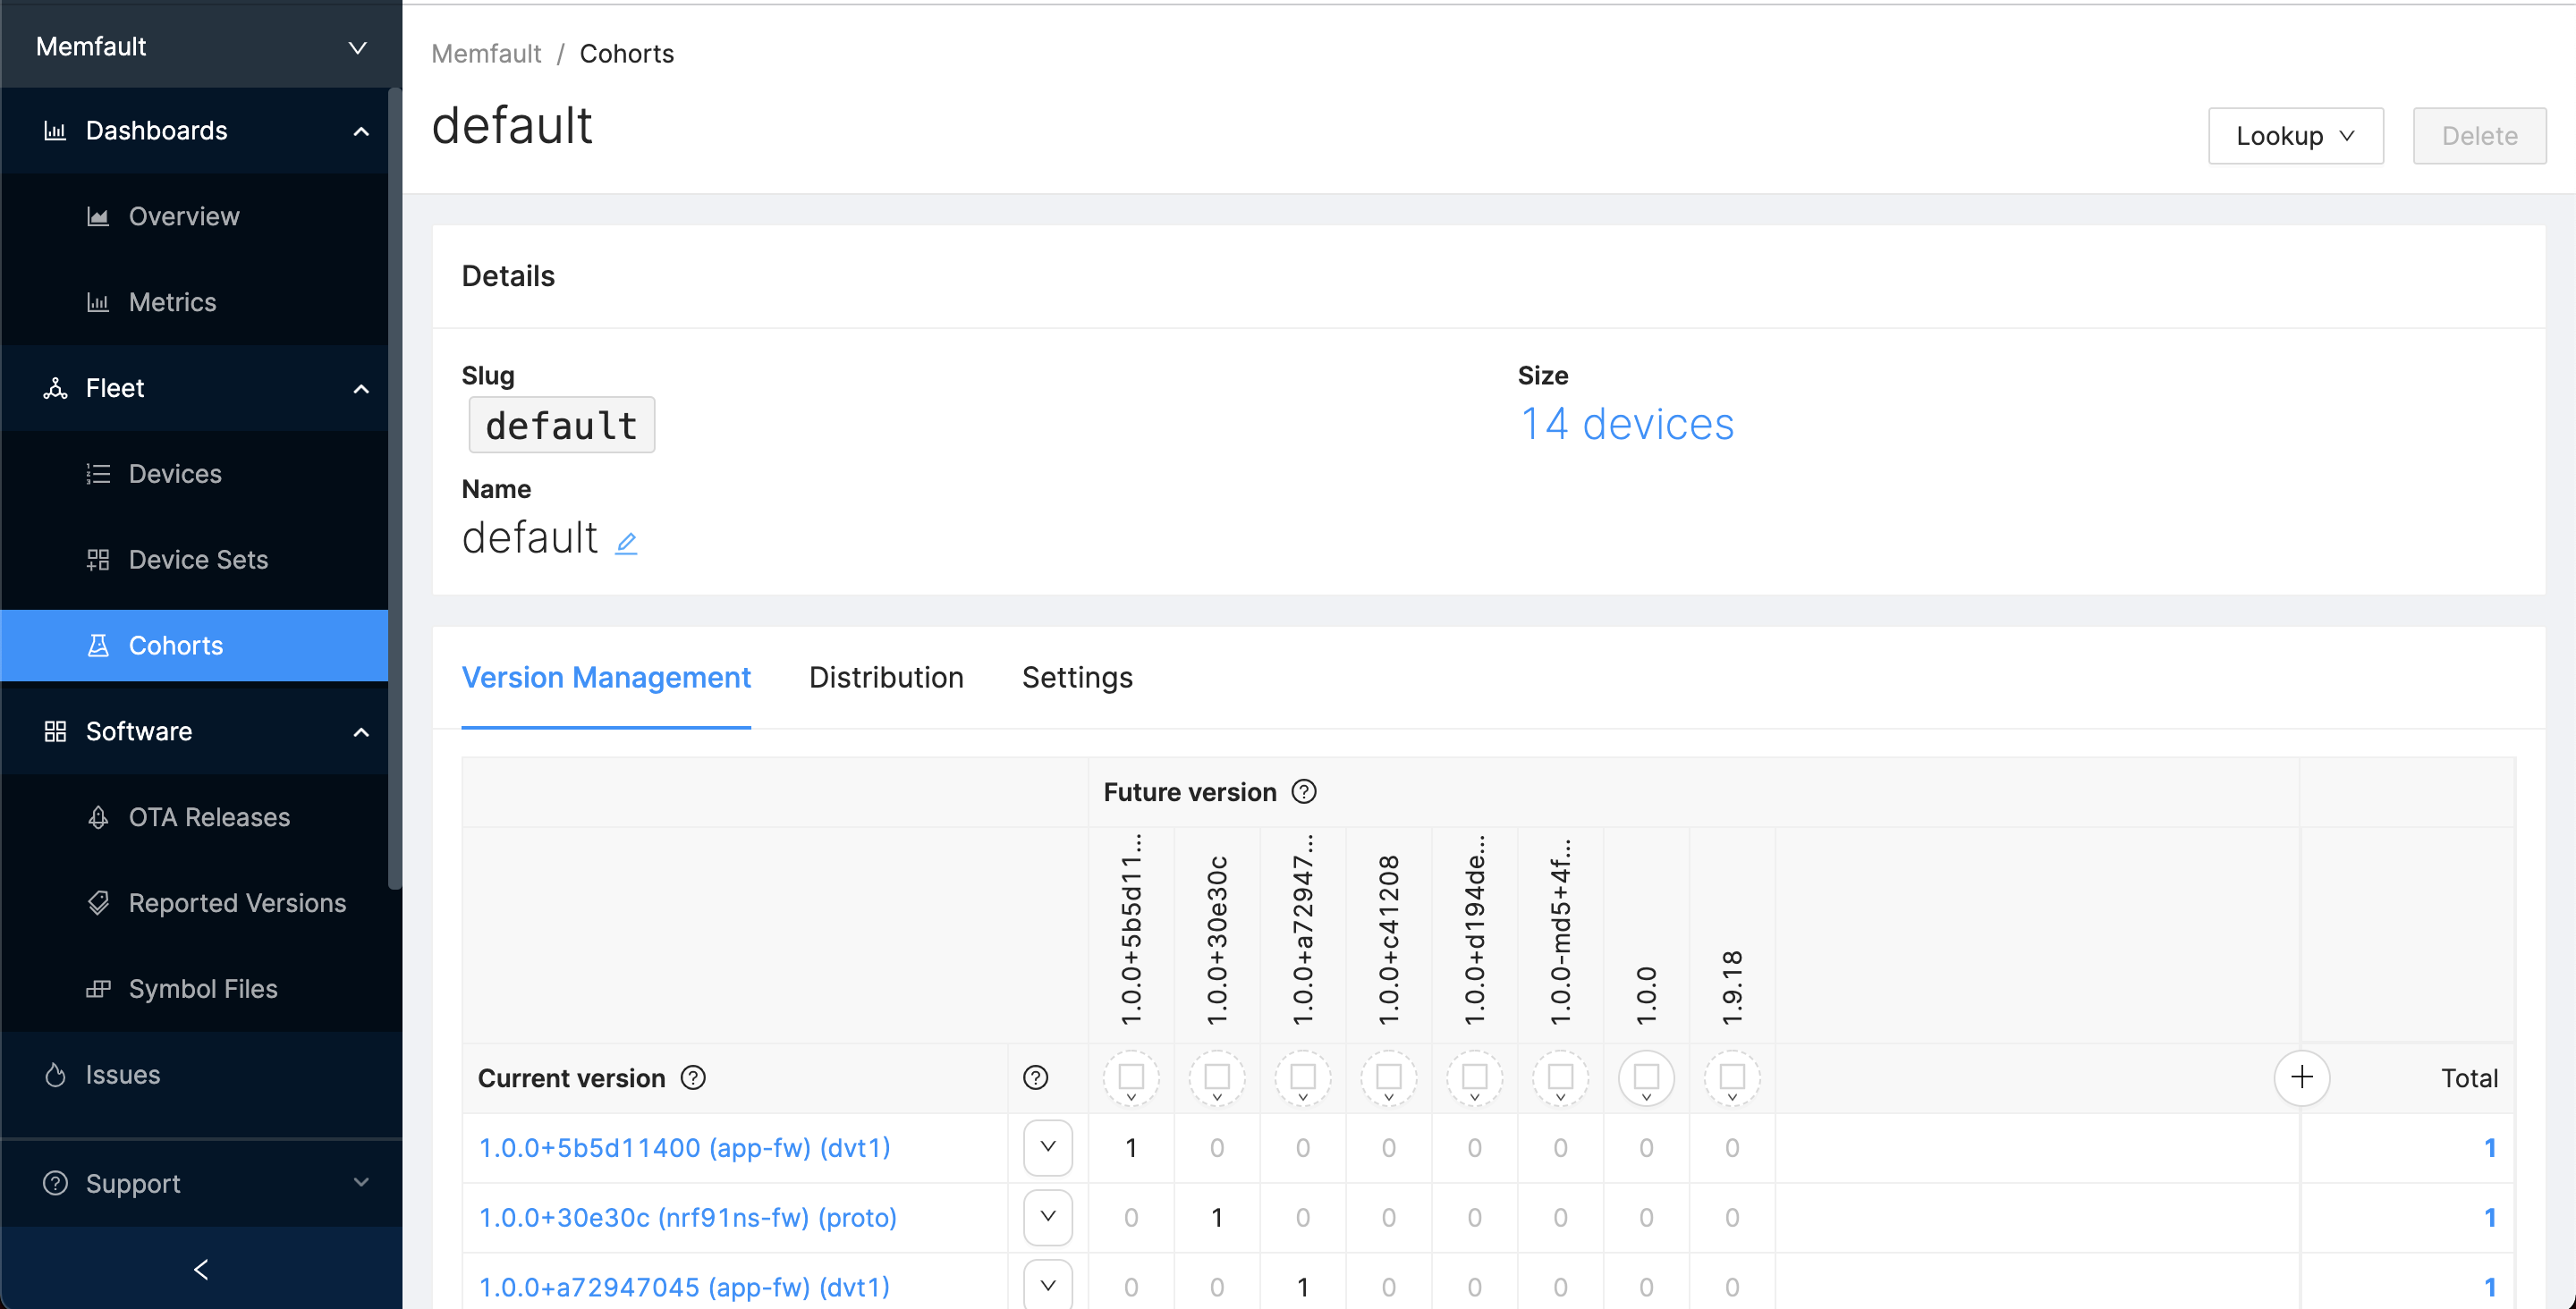 Memfault
Dashboards
Overview
Metrics
Fleet
Devices
Device Sets
Cohorts
Software
OTA Releases
Reported Versions
Symbol Files
Issues
Support
Memfault / Cohorts
default
Lookup
Delete
Details
Slug
default
Size
14 devices
Name
default
Version Management Distribution Settings
Future version
1.0.0+5b5d11...
1.0.0+30e30c
1.0.0+a72947...
1.0.0+c41208
1.0.0+d194de...
1.0.0-md5+4f...
1.0.0
1.9.18
Current version Total
1.0.0+5b5d11400 (app-fw) (dvt1) 1 0 0 0 0 0 0 0 1
1.0.0+30e30c (nrf91ns-fw) (proto) 0 1 0 0 0 0 0 0 1
1.0.0+a72947045 (app-fw) (dvt1) 0 0 1 0 0 0 0 0 1